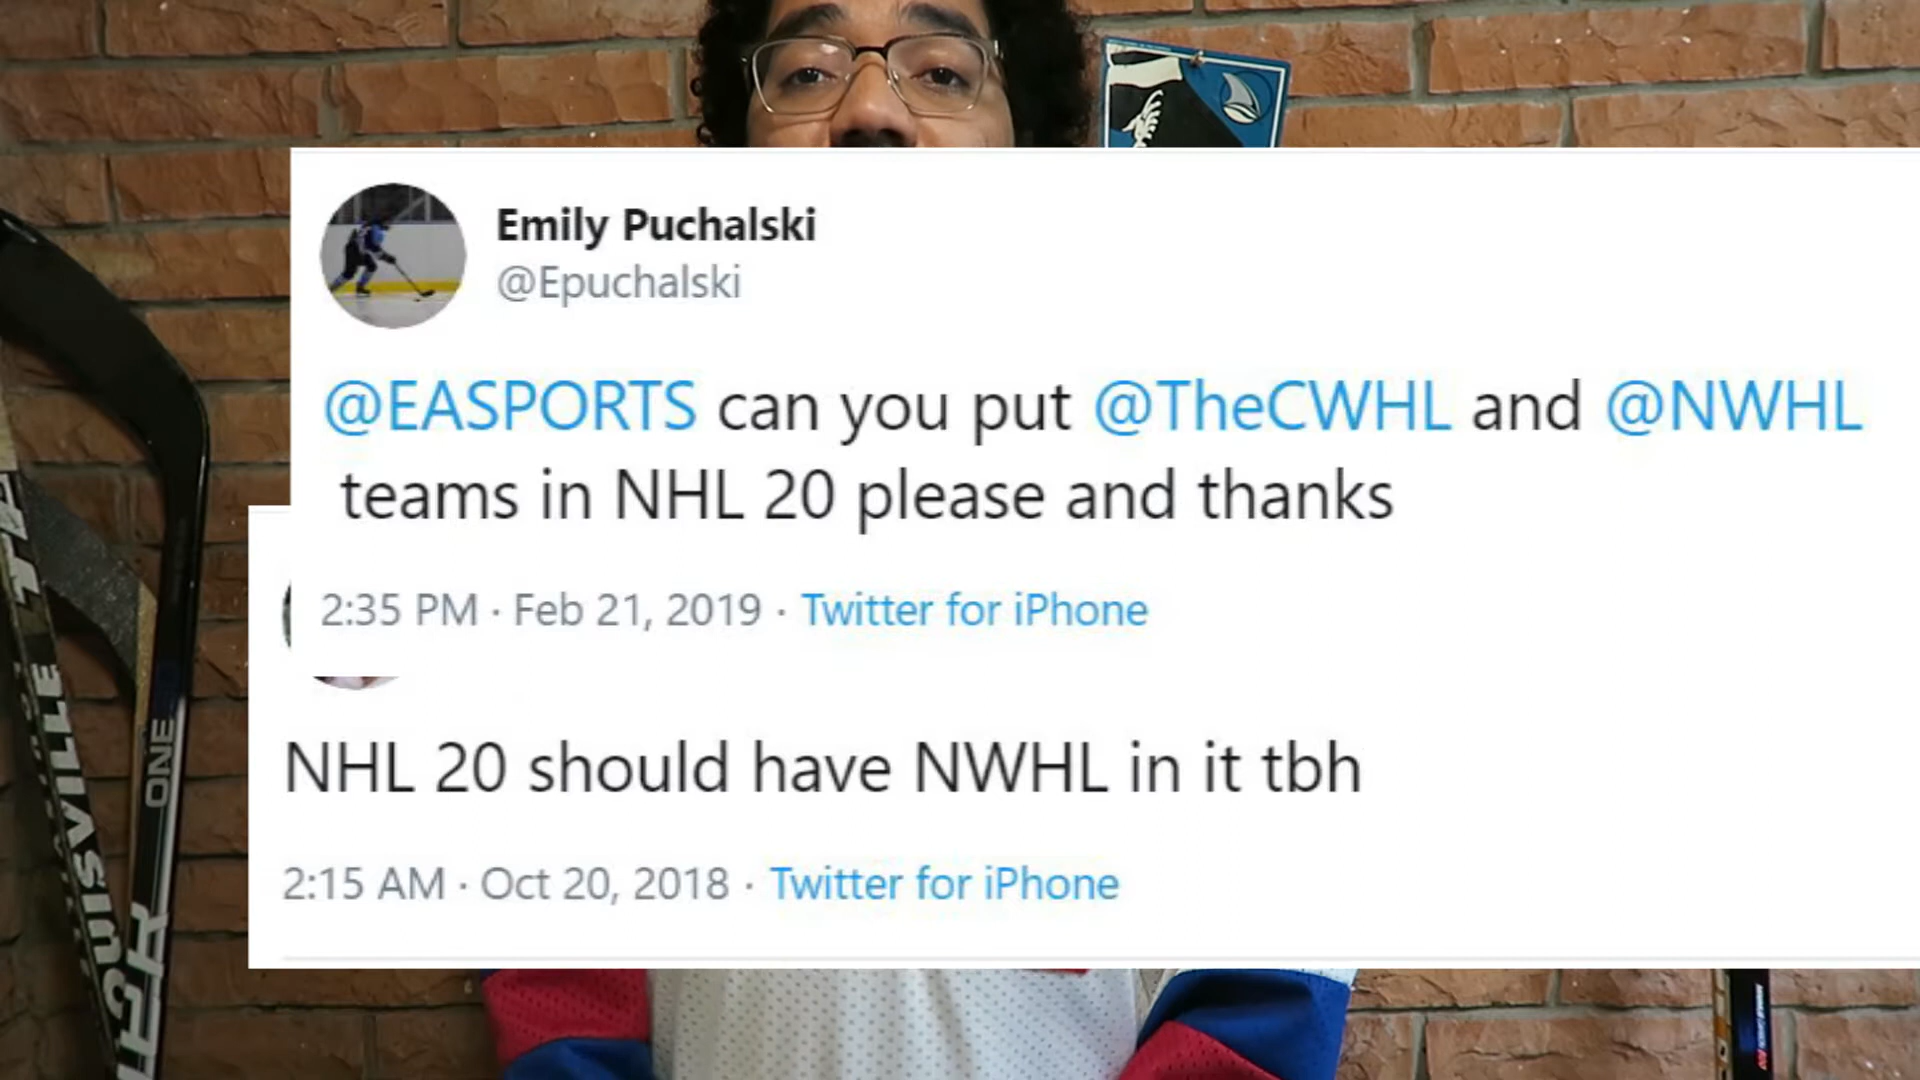 Emily Puchalski
@Epuchalski
@EASPORTS can you put @TheCWHL and @NWHL
teams in NHL 20 please and thanks
2:35 PM · Feb 21, 2019 · Twitter for iPhone
NHL 20 should have NWHL in it tbh
2:15 AM · Oct 20, 2018 · Twitter for iPhone
ONE